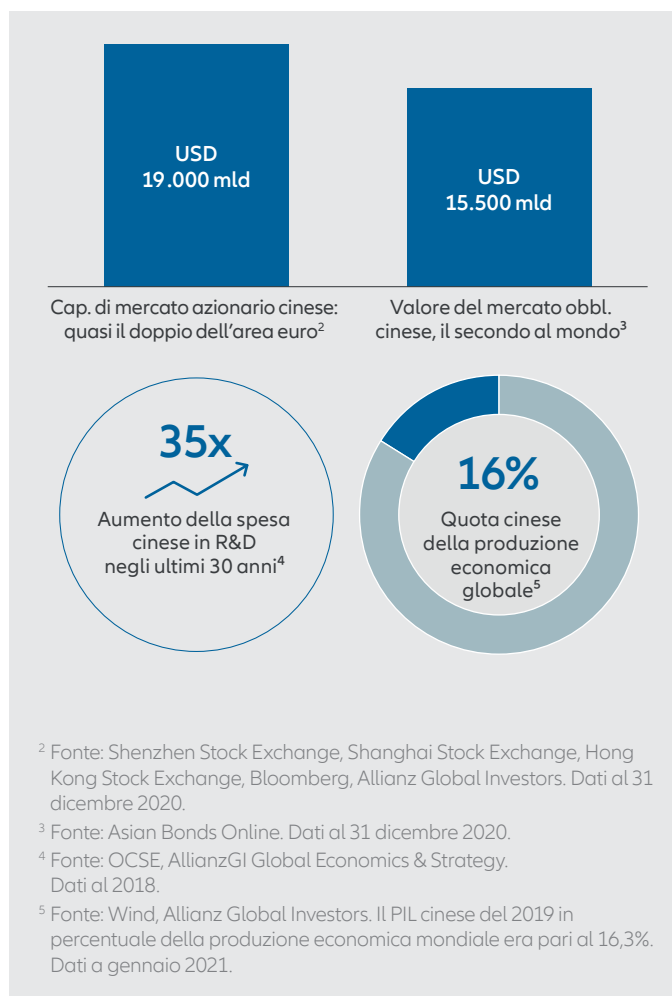 USD
19.000 mld
USD
15.500 mld
Cap. di mercato azionario cinese:
quasi il doppio dell'area euro²
Valore del mercato obbl.
cinese, il secondo al mondo³
35x
Aumento della spesa
cinese in R&D
negli ultimi 30 anni⁴
16%
Quota cinese
della produzione
economica
globale⁵
² Fonte: Shenzhen Stock Exchange, Shanghai Stock Exchange, Hong
Kong Stock Exchange, Bloomberg, Allianz Global Investors. Dati al 31
dicembre 2020.
³ Fonte: Asian Bonds Online. Dati al 31 dicembre 2020.
⁴ Fonte: OCSE, AllianzGI Global Economics & Strategy.
Dati al 2018.
⁵ Fonte: Wind, Allianz Global Investors. Il PIL cinese del 2019 in
percentuale della produzione economica mondiale era pari al 16,3%.
Dati a gennaio 2021.